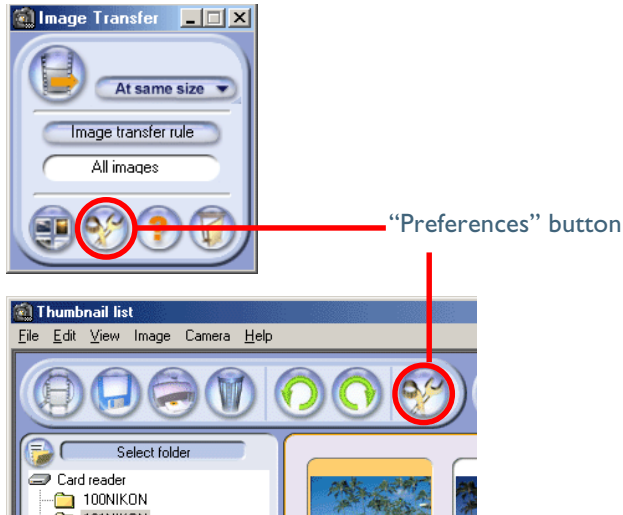 Image Transfer
At same size
Image transfer rule
All images
?
"Preferences" button
Thumbnail list
File Edit View Image Camera Help
Select folder
Card reader
100NIKON
101NIKON